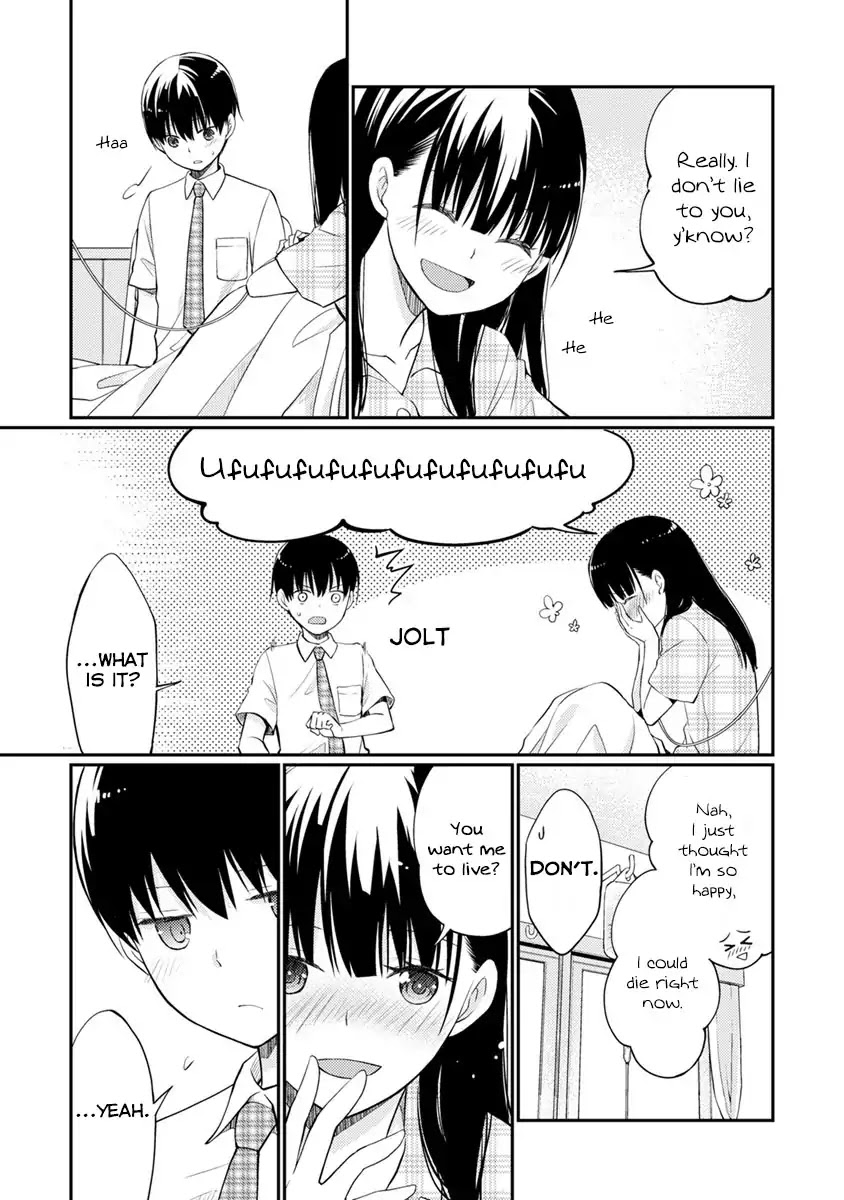 Really. I
don't lie
to you,
y'know?
He
He
Haa
Ufufufufufufufufufufufu
JOLT
...WHAT
IS IT?
Nah,
I just
thought
I'm so
happy,
I could
die right
now.
DON'T.
You
want me
to live?
...YEAH.